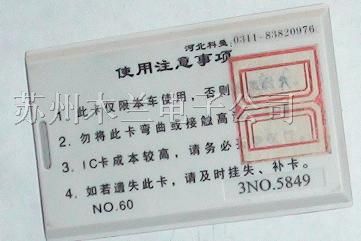 河北科曼 0311-83820976
使用注意事项
1. 此卡仅限本车使用，否则
2. 勿将此卡弯曲或接触高
3. IC卡成本较高，请务必
4. 如若遗失此卡，请及时挂失、补卡。
NO.60
3NO.5849
苏州木兰电子公司